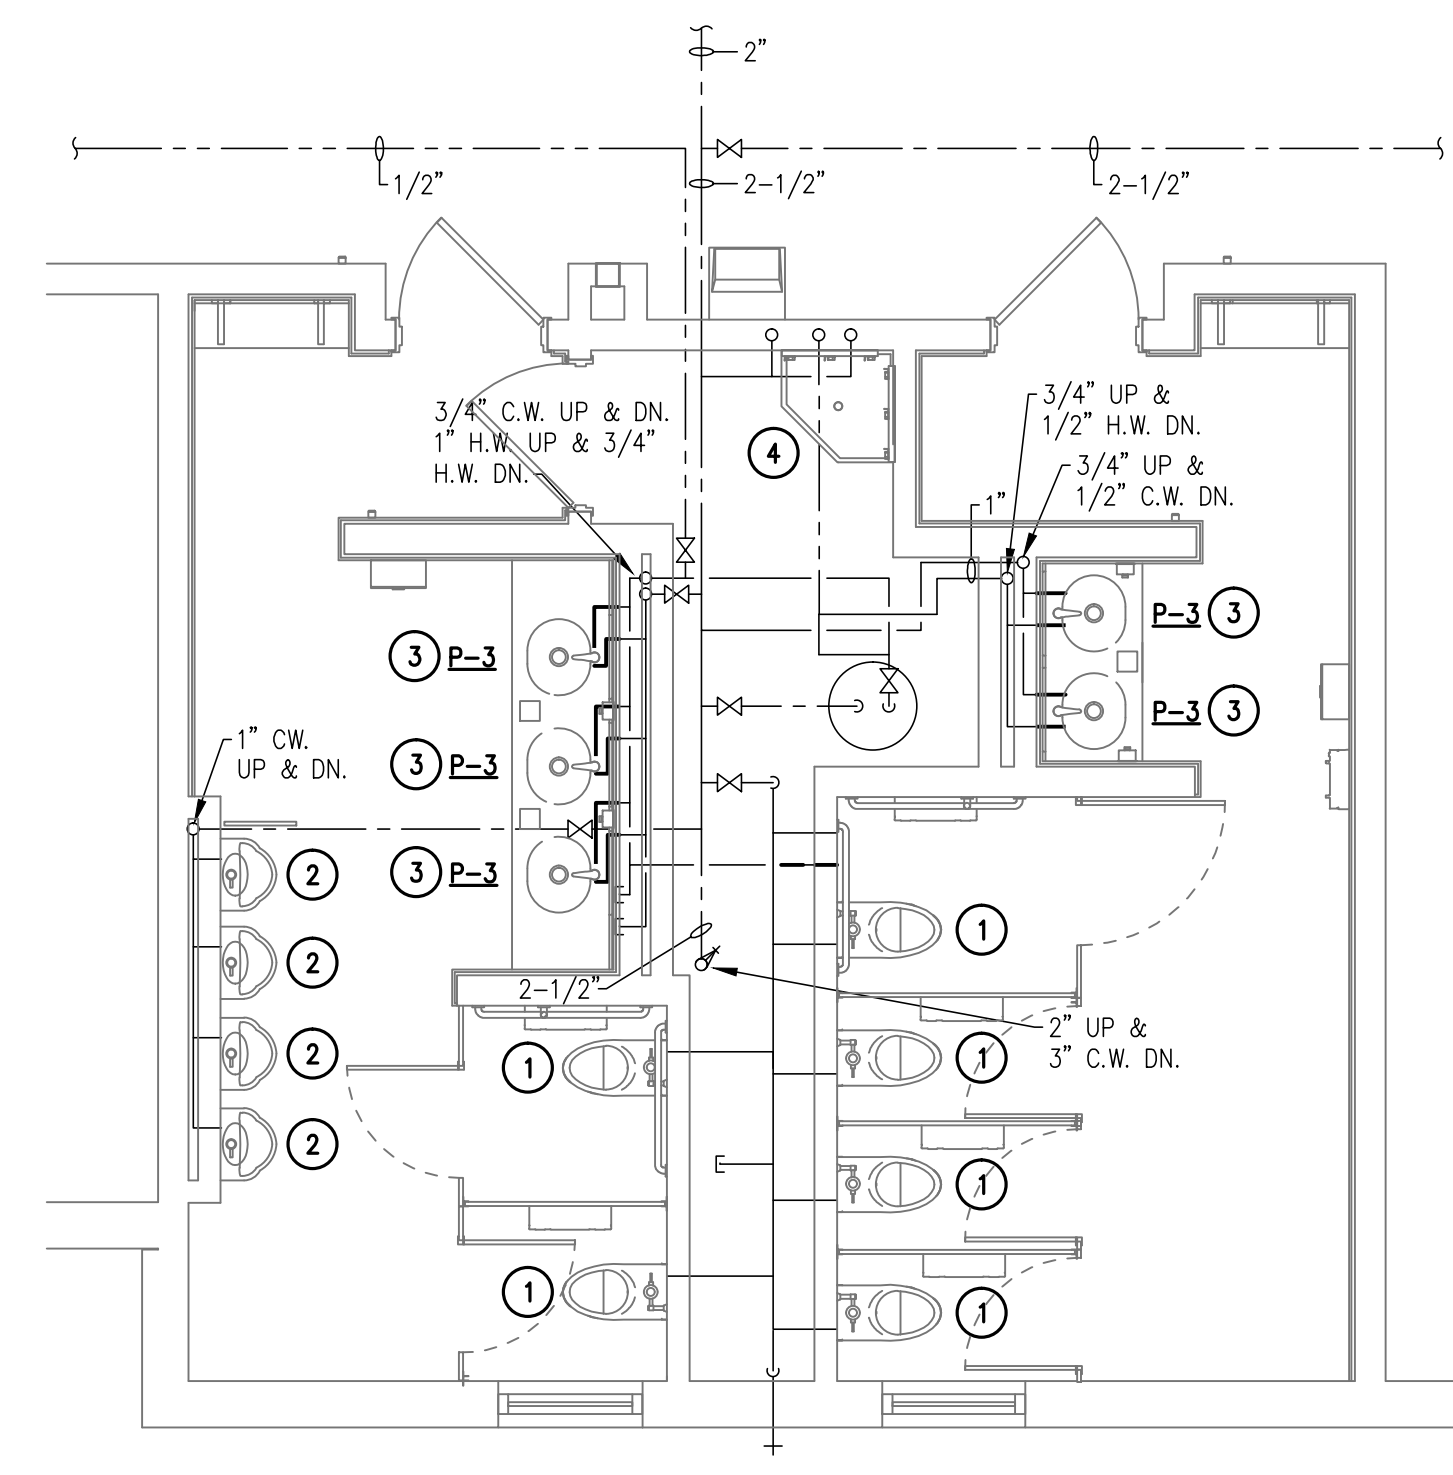 2”
1/2”
2-1/2”
2-1/2”
3/4” C.W. UP & DN.
1” H.W. UP & 3/4”
H.W. DN.
3/4” UP &
1/2” H.W. DN.
3/4” UP &
1/2” C.W. DN.
4
1”
P-3 3
3 P-3
P-3 3
1” CW.
UP & DN.
3 P-3
3 P-3
2
2
2
2
1
2-1/2”
2” UP &
3” C.W. DN.
1
1
1
1
1